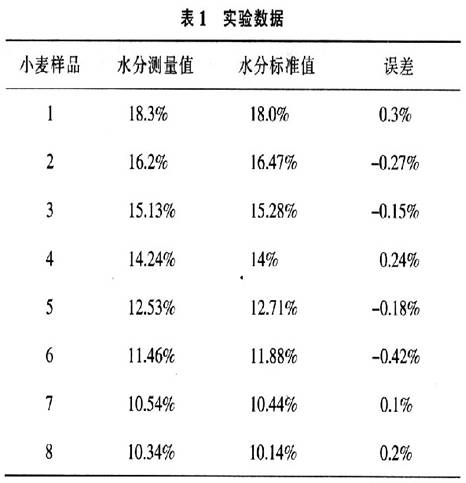 表1 实验数据
小麦样品 水分测量值 水分标准值 误差
1 18.3% 18.0% 0.3%
2 16.2% 16.47% -0.27%
3 15.13% 15.28% -0.15%
4 14.24% 14% 0.24%
5 12.53% 12.71% -0.18%
6 11.46% 11.88% -0.42%
7 10.54% 10.44% 0.1%
8 10.34% 10.14% 0.2%